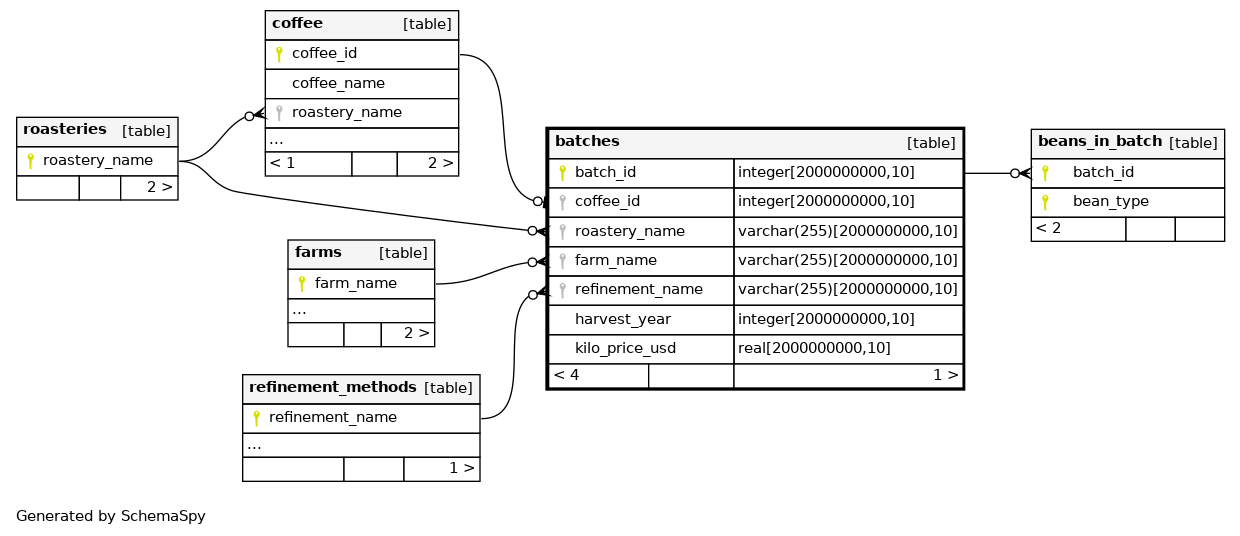 coffee [table]
coffee_id
coffee_name
roastery_name
...
< 1 2 >
roasteries [table]
roastery_name
2 >
farms [table]
farm_name
...
2 >
refinement_methods [table]
refinement_name
...
1 >
batches [table]
batch_id integer[2000000000,10]
coffee_id integer[2000000000,10]
roastery_name varchar(255)[2000000000,10]
farm_name varchar(255)[2000000000,10]
refinement_name varchar(255)[2000000000,10]
harvest_year integer[2000000000,10]
kilo_price_usd real[2000000000,10]
< 4 1 >
beans_in_batch [table]
batch_id
bean_type
< 2
Generated by SchemaSpy